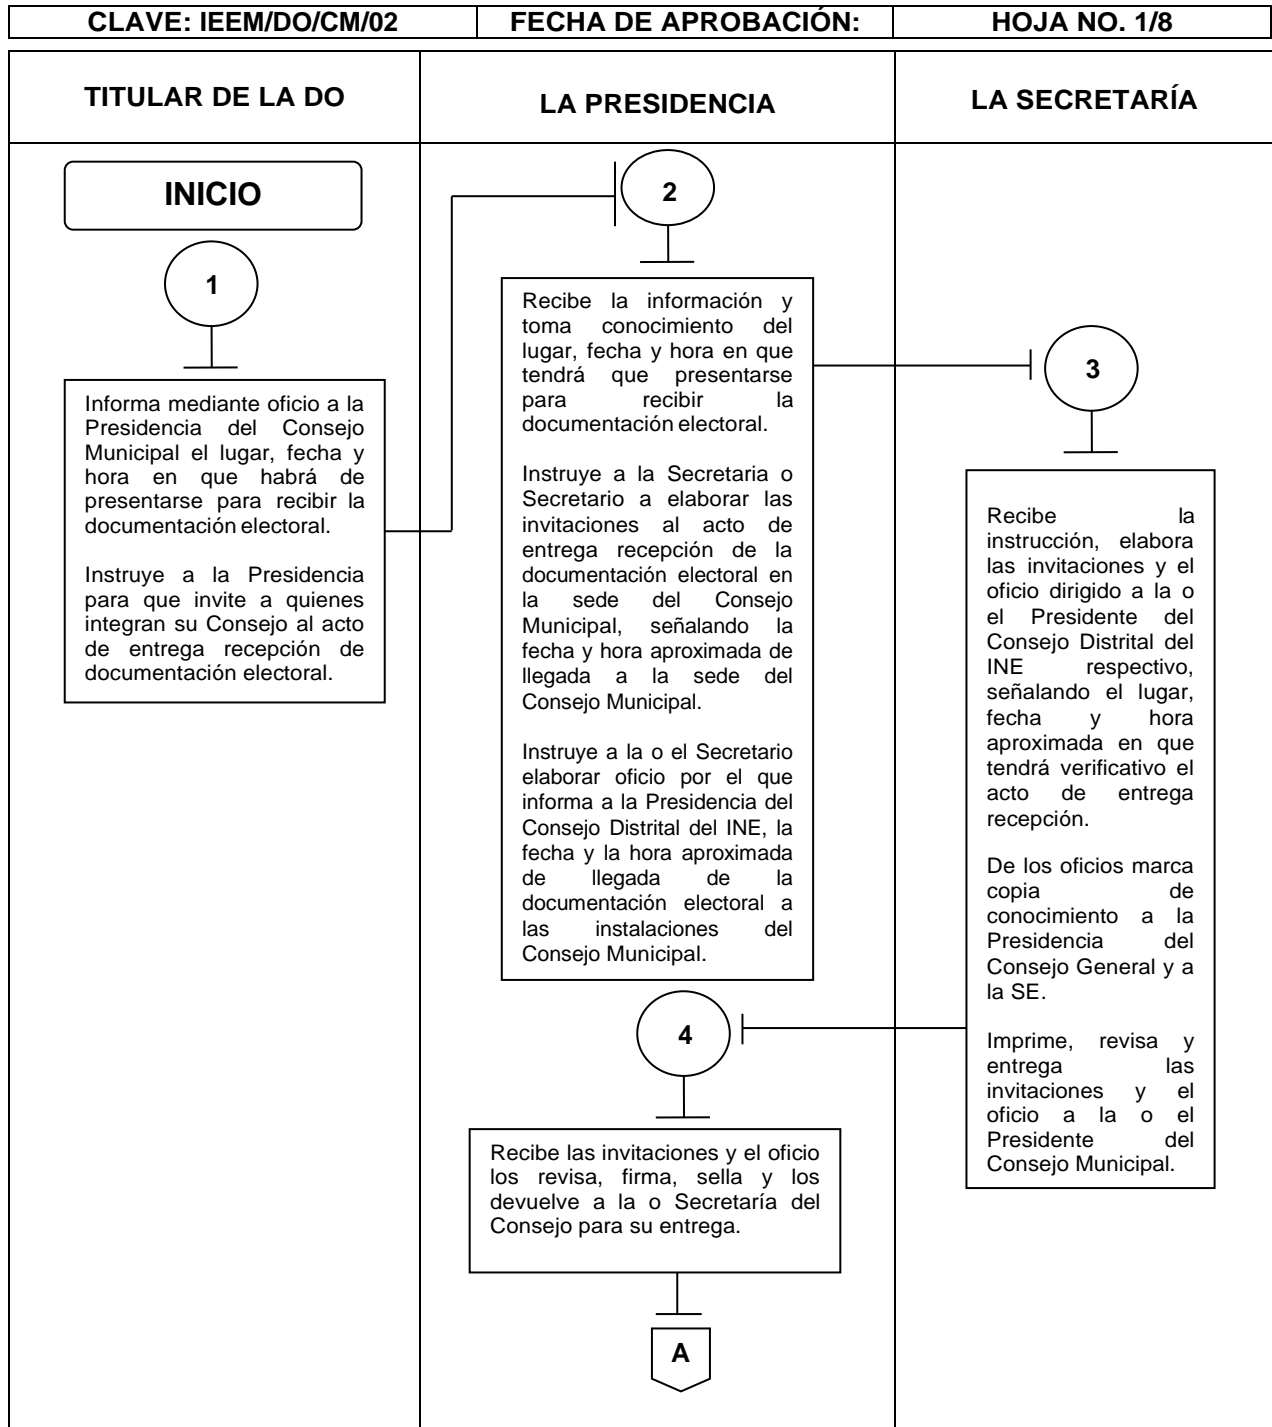 CLAVE: IEEM/DO/CM/02 FECHA DE APROBACIÓN: HOJA NO. 1/8
TITULAR DE LA DO
LA PRESIDENCIA
LA SECRETARÍA
INICIO
1
Informa mediante oficio a la
Presidencia del Consejo
Municipal el lugar, fecha y
hora en que habrá de
presentarse para recibir la
documentación electoral.
Instruye a la Presidencia
para que invite a quienes
integran su Consejo al acto
de entrega recepción de
documentación electoral.
2
Recibe la información y
toma conocimiento del
lugar, fecha y hora en que
tendrá que presentarse
para recibir la
documentación electoral.
Instruye a la Secretaria o
Secretario a elaborar las
invitaciones al acto de
entrega recepción de la
documentación electoral en
la sede del Consejo
Municipal, señalando la
fecha y hora aproximada de
llegada a la sede del
Consejo Municipal.
Instruye a la o el Secretario
elaborar oficio por el que
informa a la Presidencia del
Consejo Distrital del INE, la
fecha y la hora aproximada
de llegada de la
documentación electoral a
las instalaciones del
Consejo Municipal.
3
Recibe la
instrucción, elabora
las invitaciones y el
oficio dirigido a la o
el Presidente del
Consejo Distrital del
INE respectivo,
señalando el lugar,
fecha y hora
aproximada en que
tendrá verificativo el
acto de entrega
recepción.
De los oficios marca
copia de
conocimiento a la
Presidencia del
Consejo General y a
la SE.
Imprime, revisa y
entrega las
invitaciones y el
oficio a la o el
Presidente del
Consejo Municipal.
4
Recibe las invitaciones y el oficio
los revisa, firma, sella y los
devuelve a la o Secretaría del
Consejo para su entrega.
A